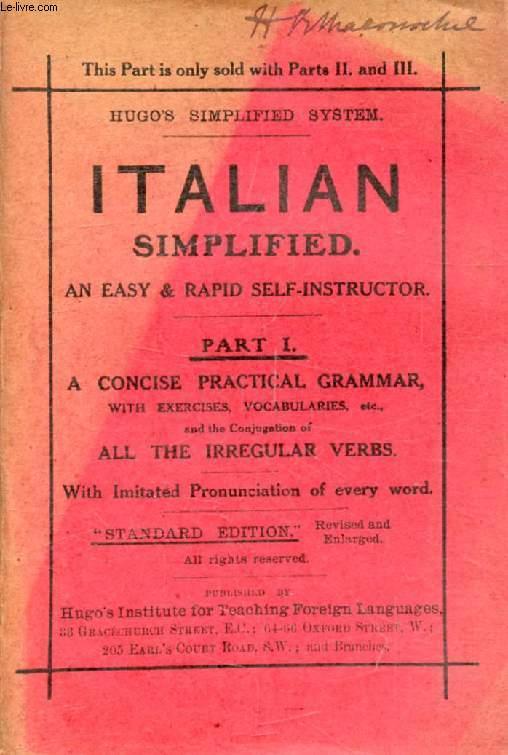 Le-livre.com
This Part is only sold with Parts II. and III.
HUGO'S SIMPLIFIED SYSTEM.
ITALIAN
SIMPLIFIED.
AN EASY & RAPID SELF-INSTRUCTOR.
PART I.
A CONCISE PRACTICAL GRAMMAR,
WITH EXERCISES, VOCABULARIES, etc.,
and the Conjugation of
ALL THE IRREGULAR VERBS.
With Imitated Pronunciation of every word.
"STANDARD EDITION," Revised and
Enlarged.
All rights reserved.
PUBLISHED BY
Hugo's Institute for Teaching Foreign Languages,
33 GRACECHURCH STREET, E.C.; 64-66 OXFORD STREET, W.;
205 EARL'S COURT ROAD, S.W.; and Branches.